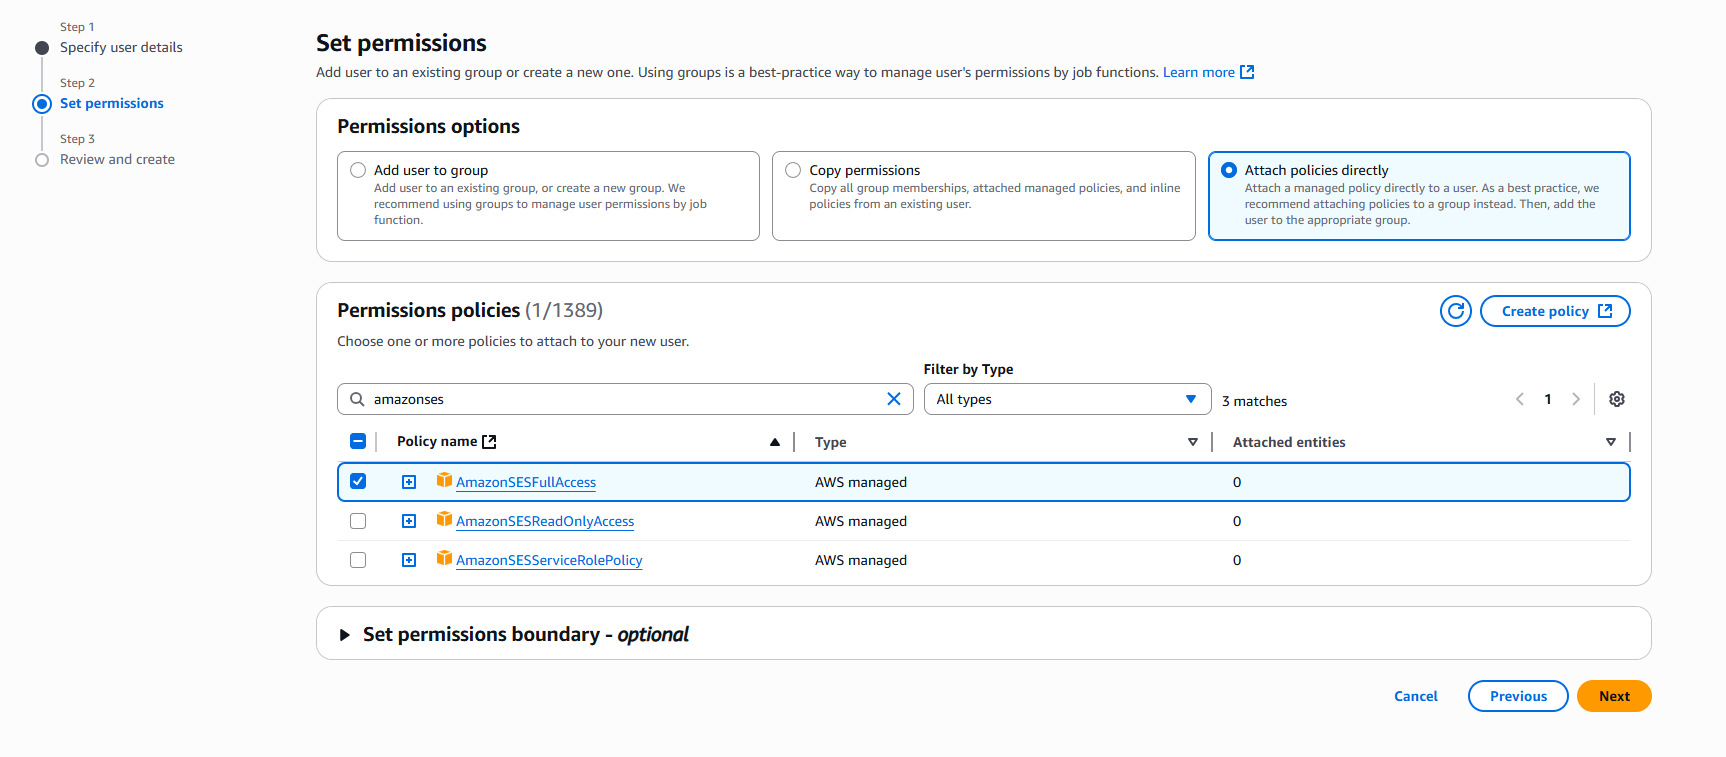 Step 1
Specify user details
Step 2
Set permissions
Step 3
Review and create
Set permissions
Add user to an existing group or create a new one. Using groups is a best-practice way to manage user's permissions by job functions. Learn more
Permissions options
Add user to group
Add user to an existing group, or create a new group. We
recommend using groups to manage user permissions by job
function.
Copy permissions
Copy all group memberships, attached managed policies, and inline
policies from an existing user.
Attach policies directly
Attach a managed policy directly to a user. As a best practice, we
recommend attaching policies to a group instead. Then, add the
user to the appropriate group.
Permissions policies (1/1389)
Create policy
Choose one or more policies to attach to your new user.
Filter by Type
amazonses
All types
3 matches
1
Policy name
Type
Attached entities
AmazonSESFullAccess
AWS managed
0
AmazonSESReadOnlyAccess
AWS managed
0
AmazonSESServiceRolePolicy
AWS managed
0
Set permissions boundary - optional
Cancel
Previous
Next